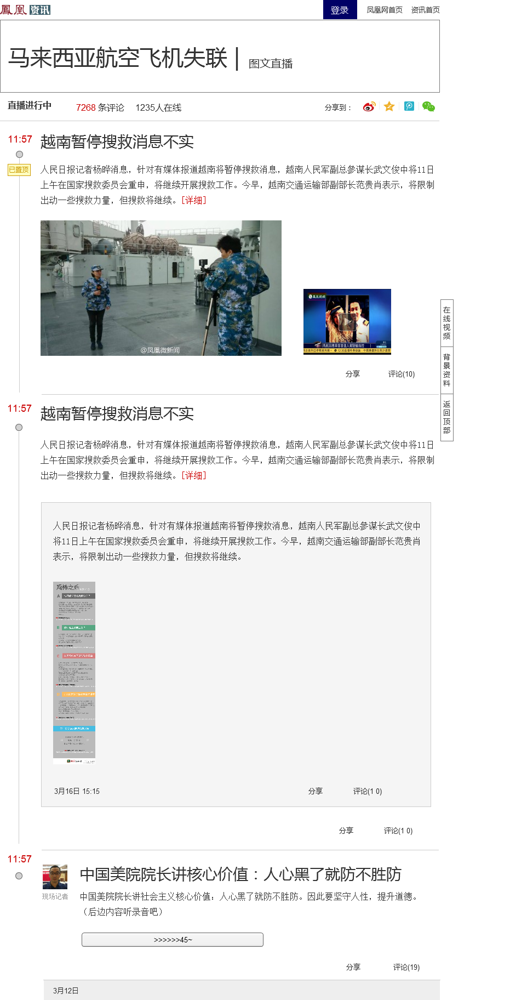 鳳凰 资讯
登录 凤凰网首页 资讯首页
马来西亚航空飞机失联 | 图文直播
直播进行中 7268 条评论 1235人在线 分享到：
11:57 越南暂停搜救消息不实
已置顶
人民日报记者杨晔消息，针对有媒体报道越南将暂停搜救消息，越南人民军副总参谋长武文俊中将11日
上午在国家搜救委员会重申，将继续开展搜救工作。今早，越南交通运输部副部长范贵肖表示，将限制
出动一些搜救力量，但搜救将继续。[详细]
鳳凰視頻
@凤凰微新闻
分享 评论(10)
在线视频
背景资料
返回顶部
11:57 越南暂停搜救消息不实
人民日报记者杨晔消息，针对有媒体报道越南将暂停搜救消息，越南人民军副总参谋长武文俊中将11日
上午在国家搜救委员会重申，将继续开展搜救工作。今早，越南交通运输部副部长范贵肖表示，将限制
出动一些搜救力量，但搜救将继续。[详细]
人民日报记者杨晔消息，针对有媒体报道越南将暂停搜救消息，越南人民军副总参谋长武文俊中
将11日上午在国家搜救委员会重申，将继续开展搜救工作。今早，越南交通运输部副部长范贵肖
表示，将限制出动一些搜救力量，但搜救将继续。
恐怖之后
A
B
C
3月16日 15:15 分享 评论(1 0)
分享 评论(1 0)
11:57
中国美院院长讲核心价值：人心黑了就防不胜防
现场记者
中国美院院长讲社会主义核心价值：人心黑了就防不胜防。因此要坚守人性，提升道德。
（后边内容听录音吧）
>>>>>>45~
分享 评论(19)
3月12日